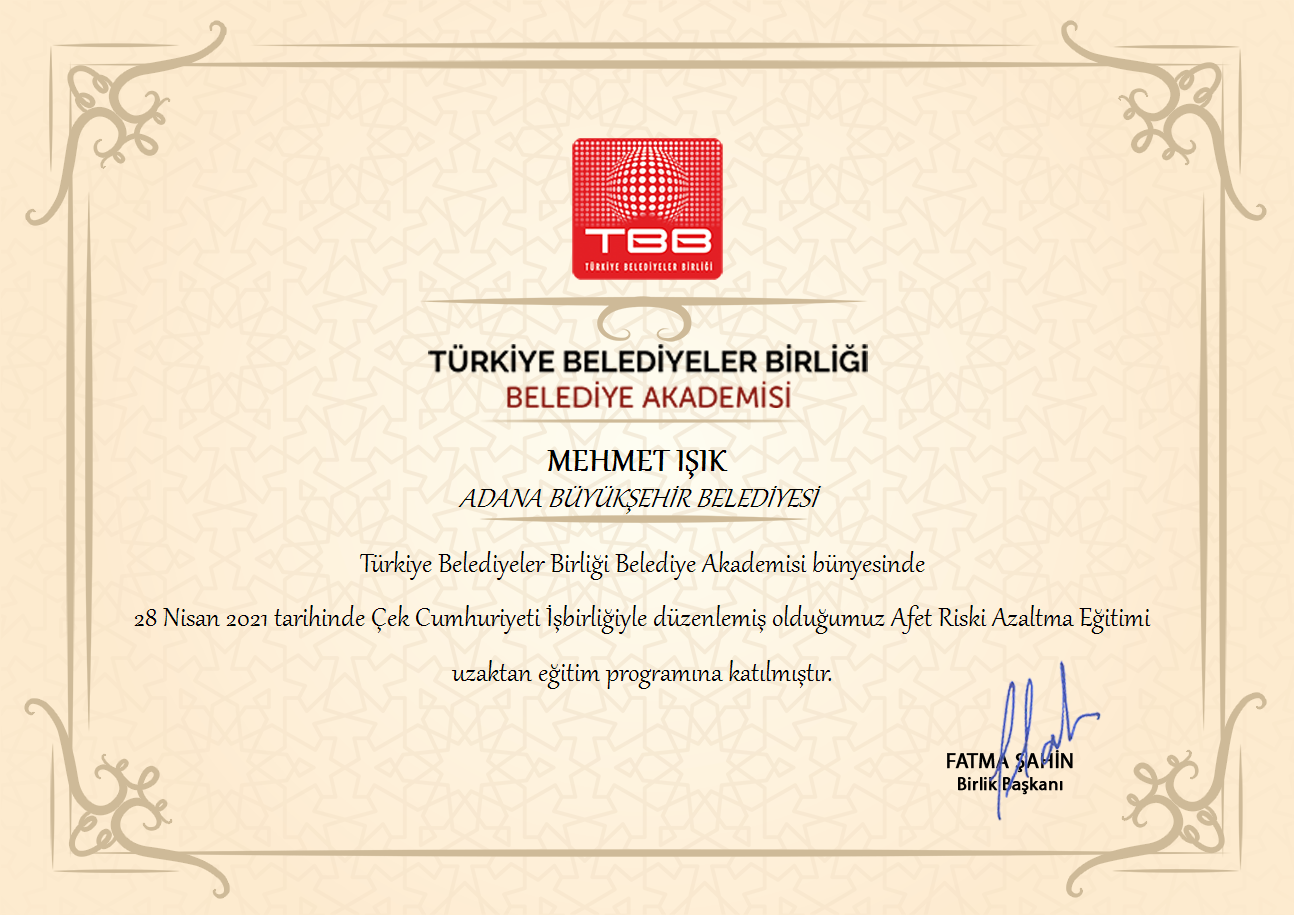 TBB
TÜRKİYE BELEDİYELER BİRLİĞİ
TÜRKİYE BELEDİYELER BİRLİĞİ
BELEDİYE AKADEMİSİ
MEHMET IŞIK
ADANA BÜYÜKŞEHİR BELEDİYESİ
Türkiye Belediyeler Birliği Belediye Akademisi bünyesinde
28 Nisan 2021 tarihinde Çek Cumhuriyeti İşbirliğiyle düzenlemiş olduğumuz Afet Riski Azaltma Eğitimi
uzaktan eğitim programına katılmıştır.
FATMA ŞAHİN
Birlik Başkanı